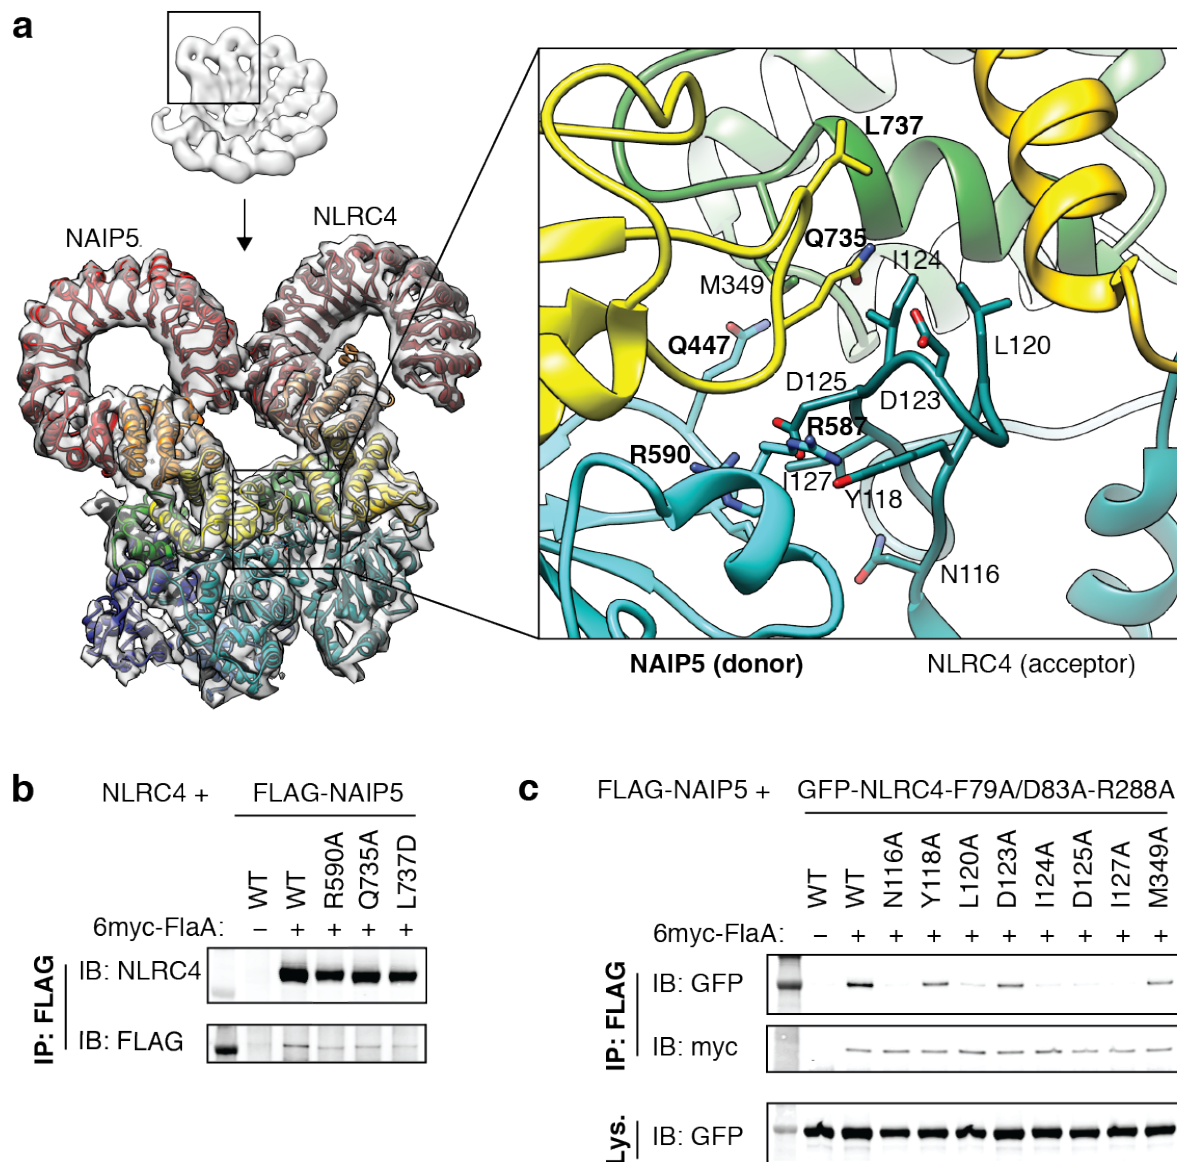 a
NAIP5
NLRC4
L737
Q735
I124
M349
Q447
L120
D125
D123
R587
R590
I127
Y118
N116
NAIP5 (donor)
NLRC4 (acceptor)
b
NLRC4 +
FLAG-NAIP5
WT
WT
R590A
Q735A
L737D
6myc-FlaA:
– + + + +
IP: FLAG
IB: NLRC4
IB: FLAG
c
FLAG-NAIP5 +
GFP-NLRC4-F79A/D83A-R288A
WT
WT
N116A
Y118A
L120A
D123A
I124A
D125A
I127A
M349A
6myc-FlaA:
– + + + + + + + + +
IP: FLAG
IB: GFP
IB: myc
Lys.
IB: GFP